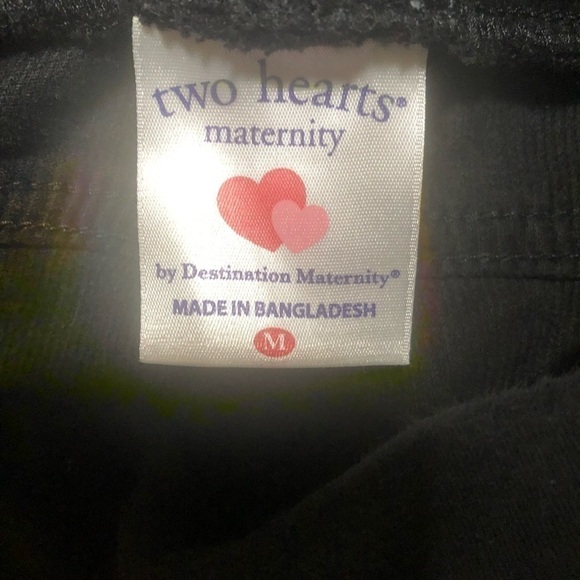 two hearts®
maternity
by Destination Maternity®
MADE IN BANGLADESH
M